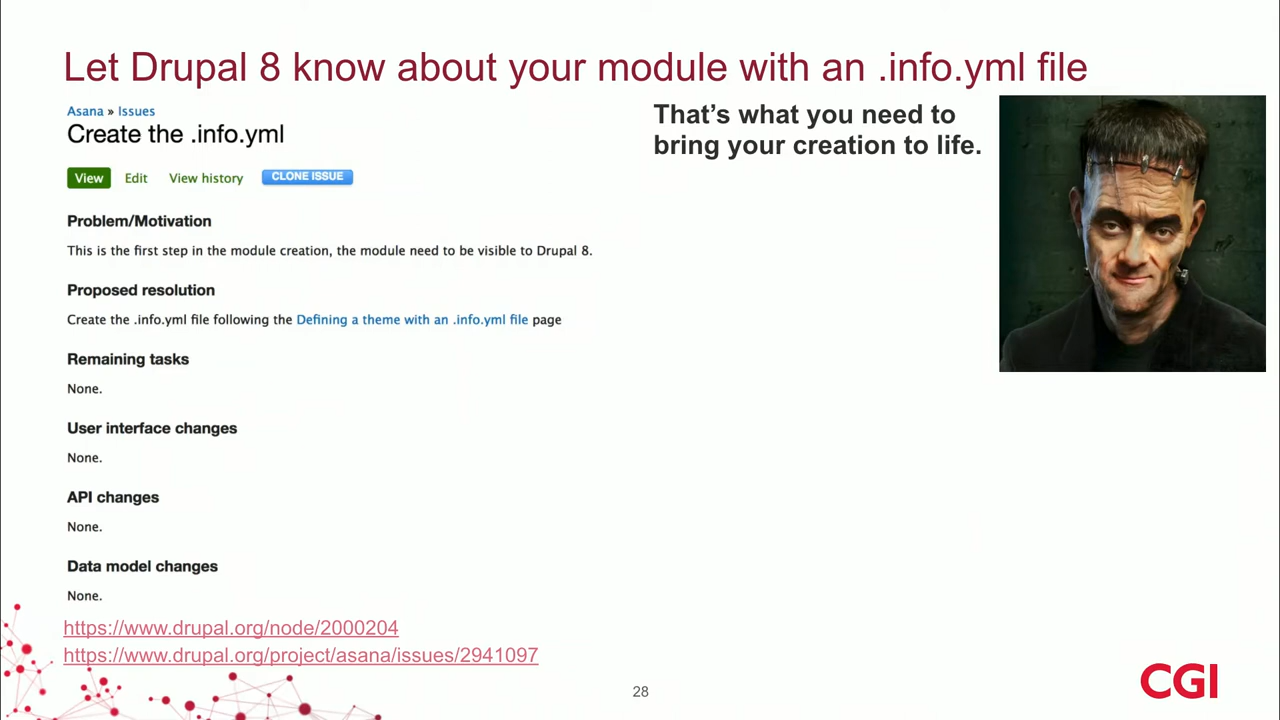 Let Drupal 8 know about your module with an .info.yml file
Asana » Issues
Create the .info.yml
View Edit View history CLONE ISSUE
Problem/Motivation
This is the first step in the module creation, the module need to be visible to Drupal 8.
Proposed resolution
Create the .info.yml file following the Defining a theme with an .info.yml file page
Remaining tasks
None.
User interface changes
None.
API changes
None.
Data model changes
None.
https://www.drupal.org/node/2000204
https://www.drupal.org/project/asana/issues/2941097
That’s what you need to
bring your creation to life.
28
CGI